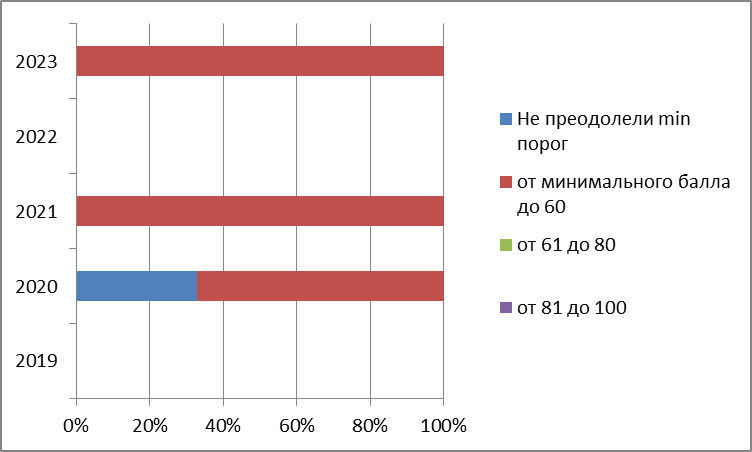 2023
2022
2021
2020
2019
0% 20% 40% 60% 80% 100%
Не преодолели min
порог
от минимального балла
до 60
от 61 до 80
от 81 до 100